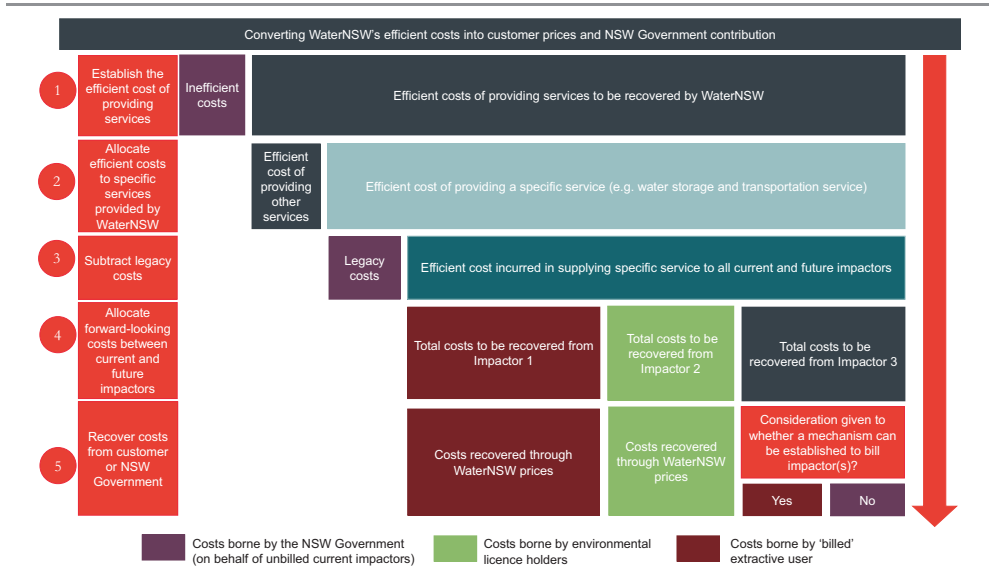 Converting WaterNSW's efficient costs into customer prices and NSW Government contribution
1
Establish the
efficient cost of
providing
services
Inefficient
costs
Efficient costs of providing services to be recovered by WaterNSW
2
Allocate
efficient costs
to specific
services
provided by
WaterNSW
Efficient
cost of
providing
other
services
Efficient cost of providing a specific service (e.g. water storage and transportation service)
3
Subtract legacy
costs
Legacy
costs
Efficient cost incurred in supplying specific service to all current and future impactors
4
Allocate
forward-looking
costs between
current and
future
impactors
Total costs to be recovered from
Impactor 1
Total costs to be
recovered from
Impactor 2
Total costs to be
recovered from Impactor 3
5
Recover costs
from customer
or NSW
Government
Costs recovered through
WaterNSW prices
Costs recovered
through WaterNSW
prices
Consideration given to
whether a mechanism can
be established to bill
impactor(s)?
Yes
No
Costs borne by the NSW Government
(on behalf of unbilled current impactors)
Costs borne by environmental
licence holders
Costs borne by 'billed'
extractive user